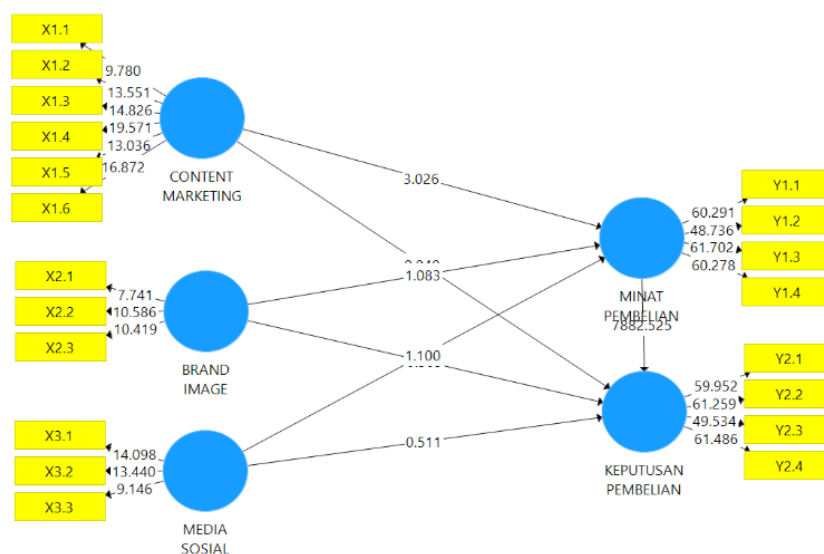 X1.1
X1.2
X1.3
X1.4
X1.5
X1.6
9.780
13.551
14.826
19.571
13.036
16.872
CONTENT
MARKETING
X2.1
X2.2
X2.3
7.741
10.586
10.419
BRAND
IMAGE
X3.1
X3.2
X3.3
14.098
13.440
9.146
MEDIA
SOSIAL
3.026
1.083
1.100
0.511
MINAT
PEMBELIAN
7882.525
60.291
48.736
61.702
60.278
Y1.1
Y1.2
Y1.3
Y1.4
KEPUTUSAN
PEMBELIAN
59.952
61.259
49.534
61.486
Y2.1
Y2.2
Y2.3
Y2.4